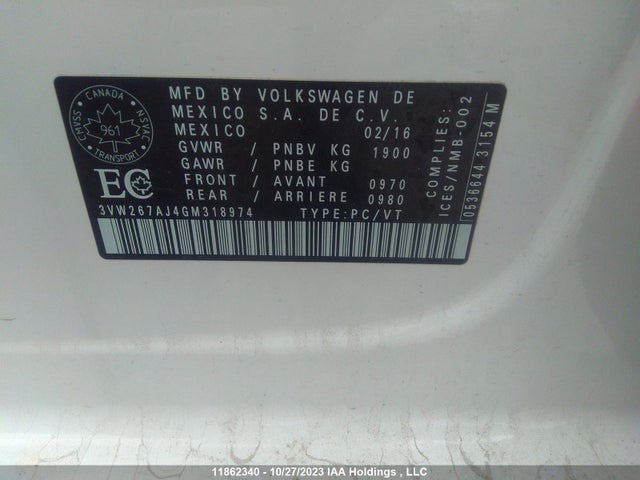 CANADA
CMVSS NSVAC
961
TRANSPORT
EC
MFD BY VOLKSWAGEN DE
MEXICO S.A. DE C.V.
MEXICO 02/16
GVWR / PNBV KG 1900
GAWR / PNBE KG
FRONT / AVANT 0970
REAR / ARRIERE 0980
3VW267AJ4GM318974 TYPE:PC/VT
COMPLIES:
ICES/NMB-002
0536644 3154 M
11862340 - 10/27/2023 IAA Holdings , LLC